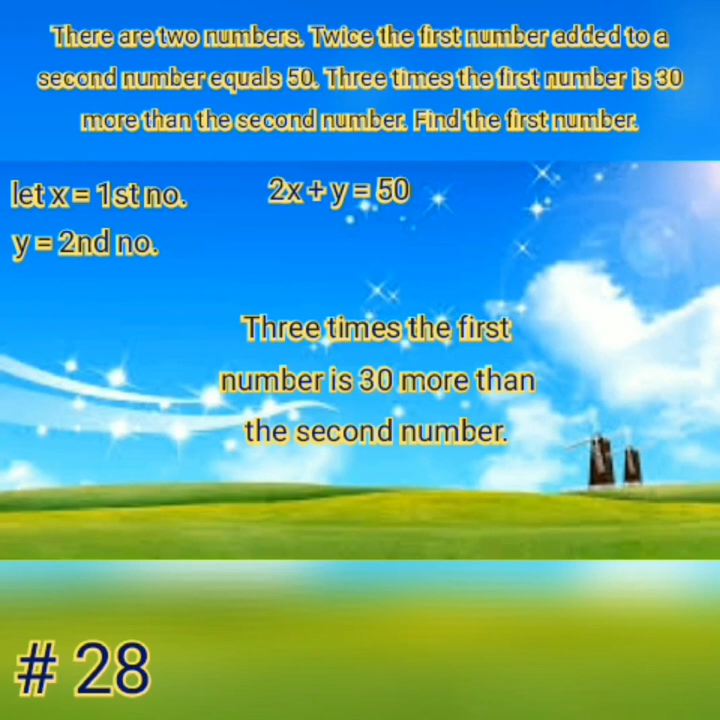 There are two numbers. Twice the first number added to a
second number equals 50. Three times the first number is 30
more than the second number. Find the first number.
let x = 1st no.
2x + y = 50
y = 2nd no.
Three times the first
number is 30 more than
the second number.
# 28